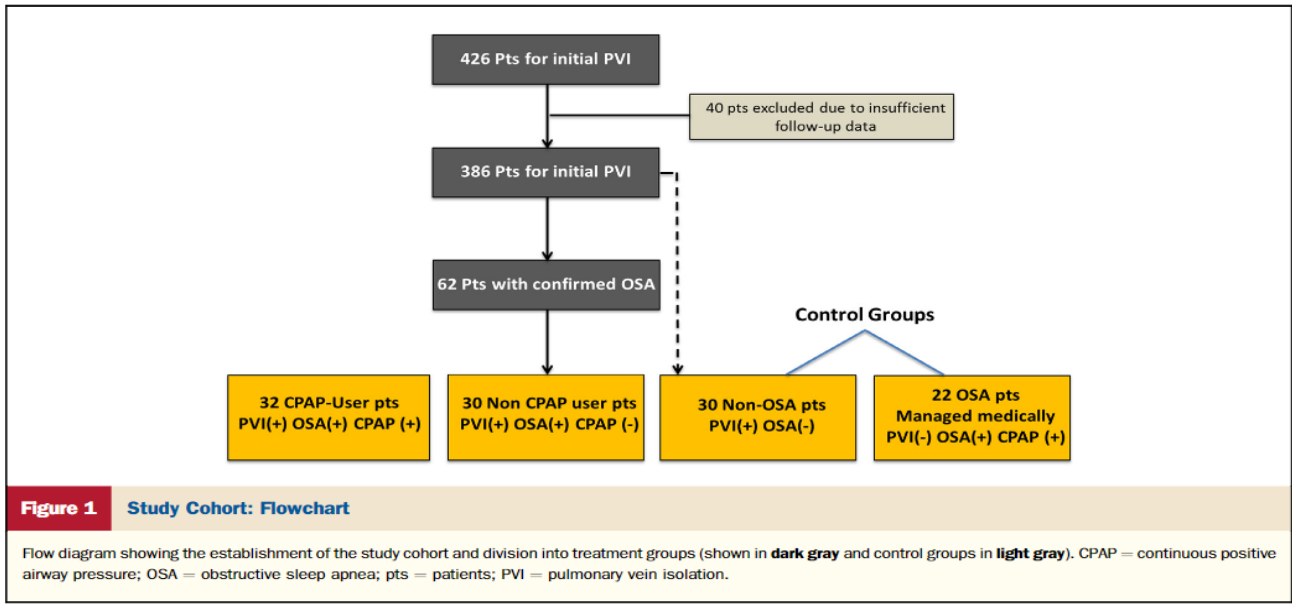 426 Pts for initial PVI
40 pts excluded due to insufficient
follow-up data
386 Pts for initial PVI
62 Pts with confirmed OSA
Control Groups
32 CPAP-User pts
PVI(+) OSA(+) CPAP (+)
30 Non CPAP user pts
PVI(+) OSA(+) CPAP (-)
30 Non-OSA pts
PVI(+) OSA(-)
22 OSA pts
Managed medically
PVI(-) OSA(+) CPAP (+)
Figure 1 Study Cohort: Flowchart
Flow diagram showing the establishment of the study cohort and division into treatment groups (shown in dark gray and control groups in light gray). CPAP = continuous positive
airway pressure; OSA = obstructive sleep apnea; pts = patients; PVI = pulmonary vein isolation.